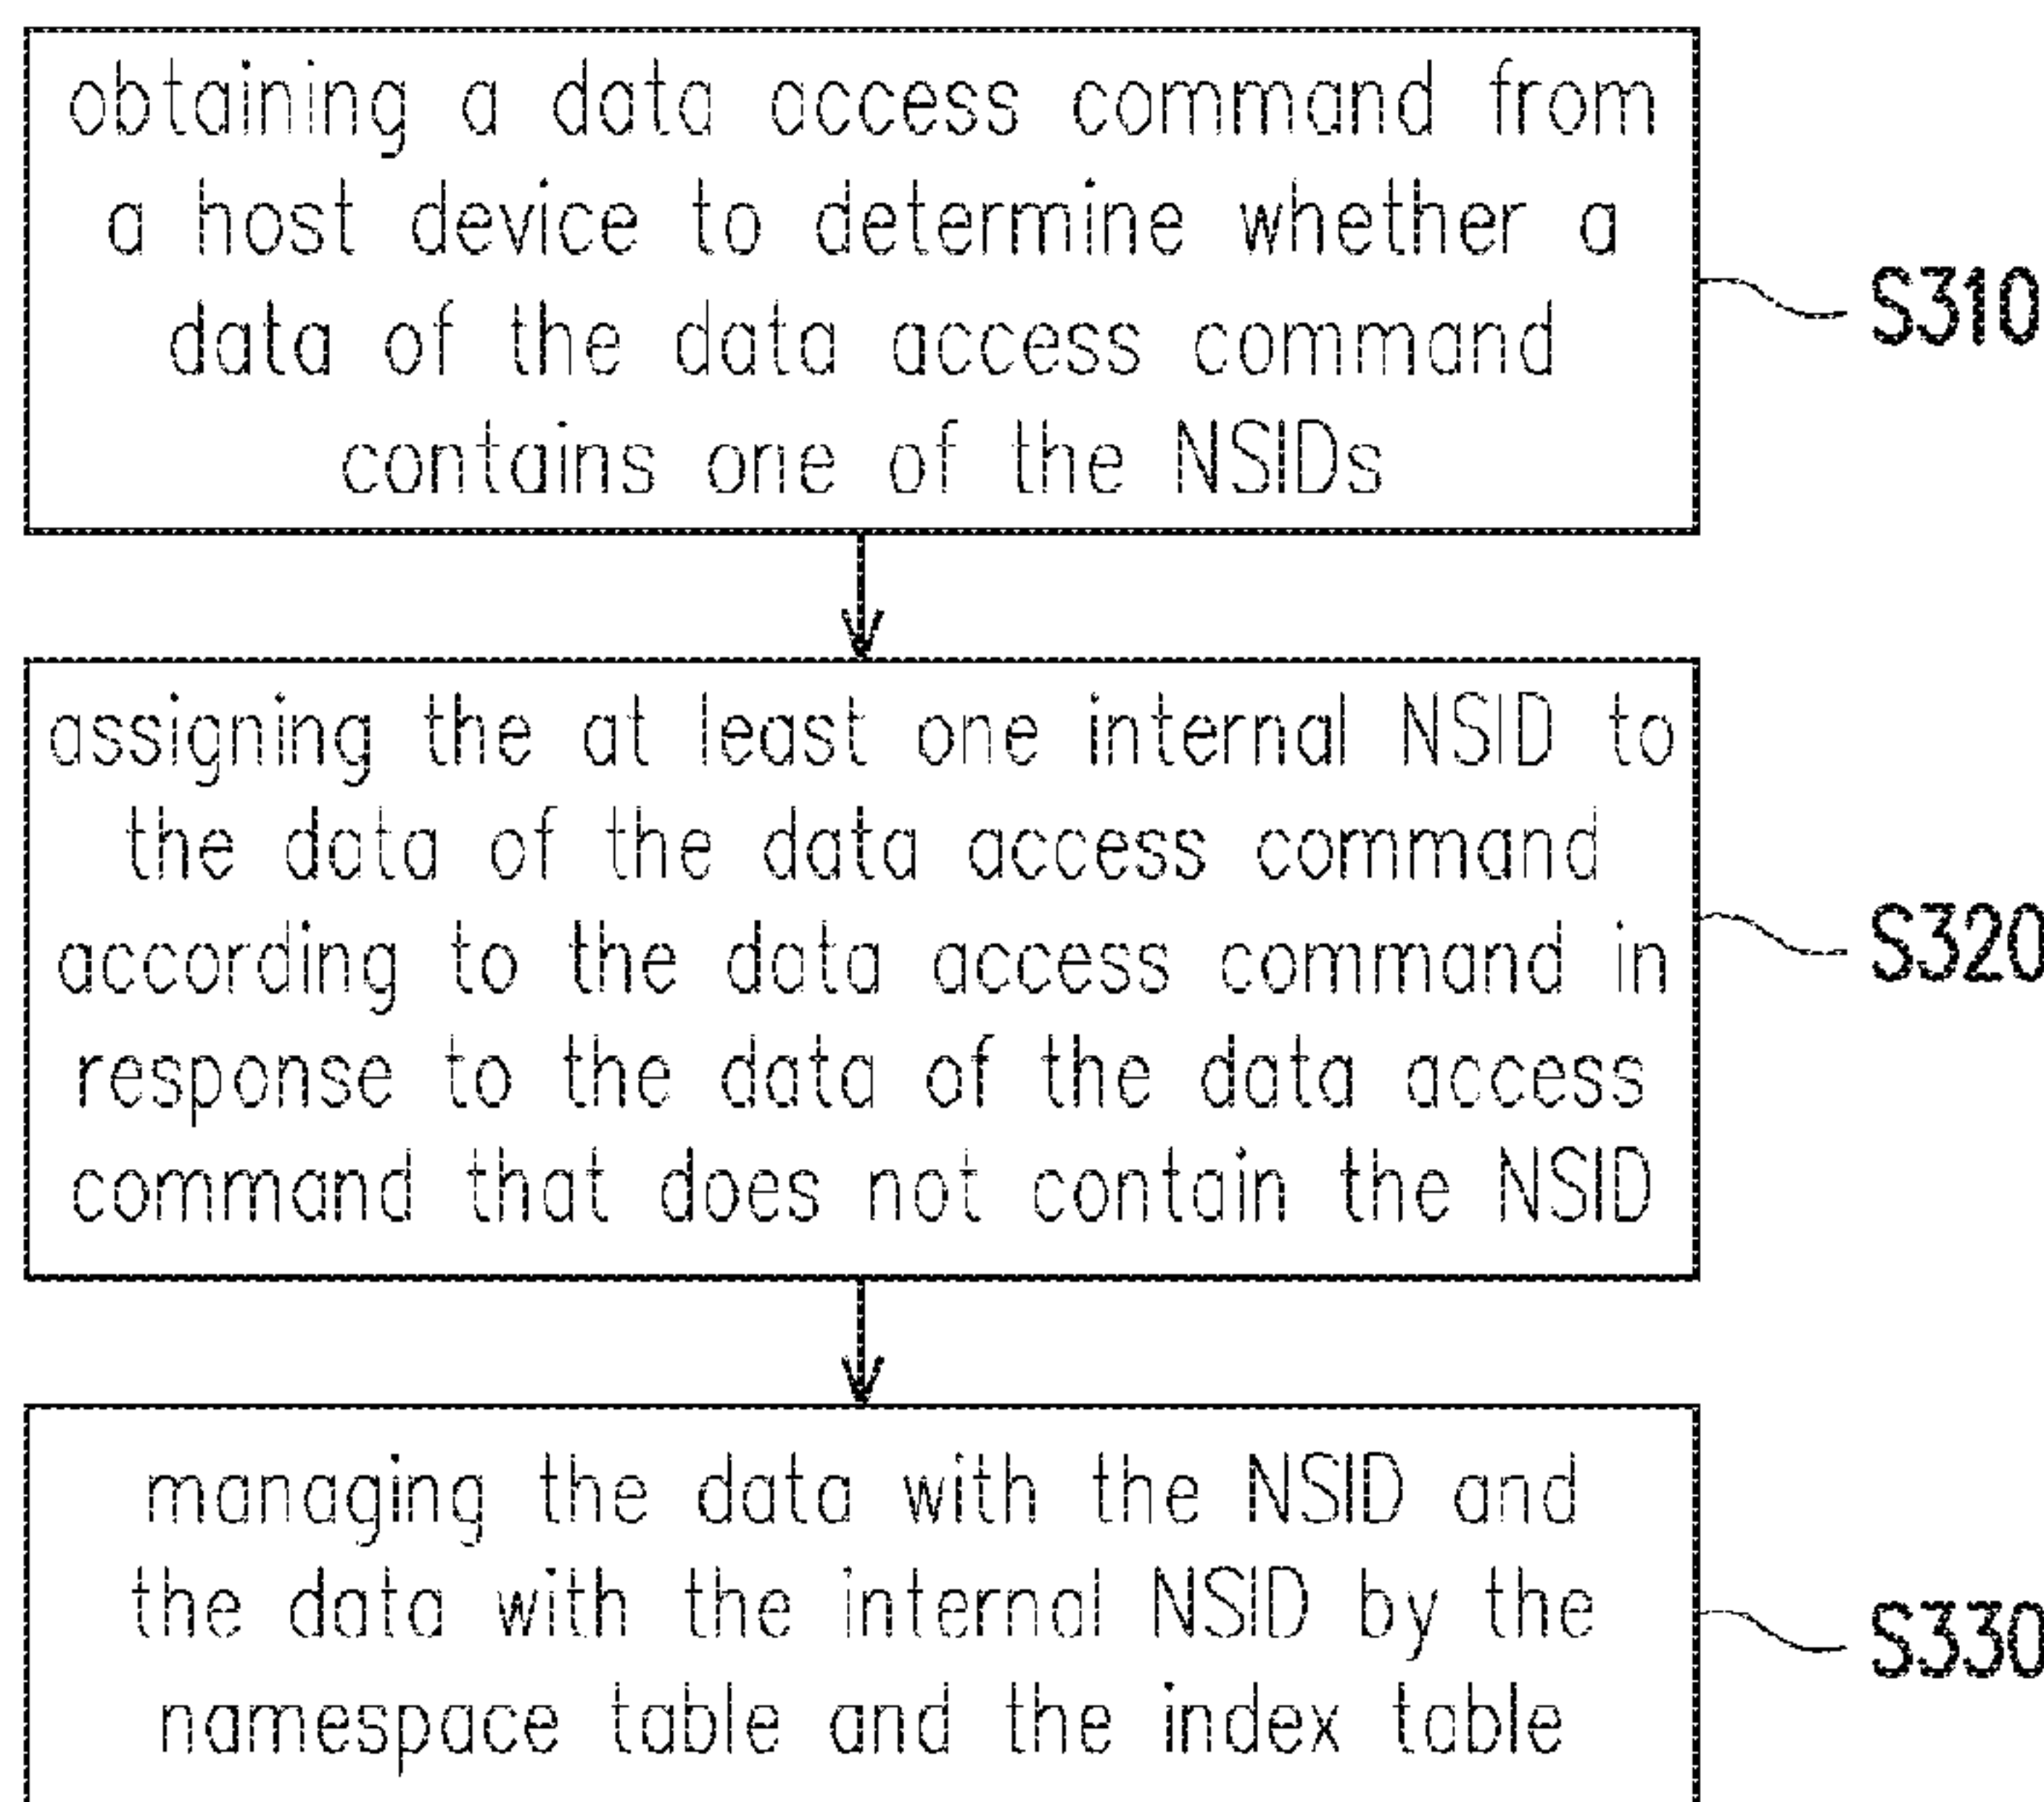 obtaining a data access command from
a host device to determine whether a
data of the data access command
contains one of the NSIDs
S310
assigning the at least one internal NSID to
the data of the data access command
according to the data access command in
response to the data of the data access
command that does not contain the NSID
S320
managing the data with the NSID and
the data with the internal NSID by the
namespace table and the index table
S330